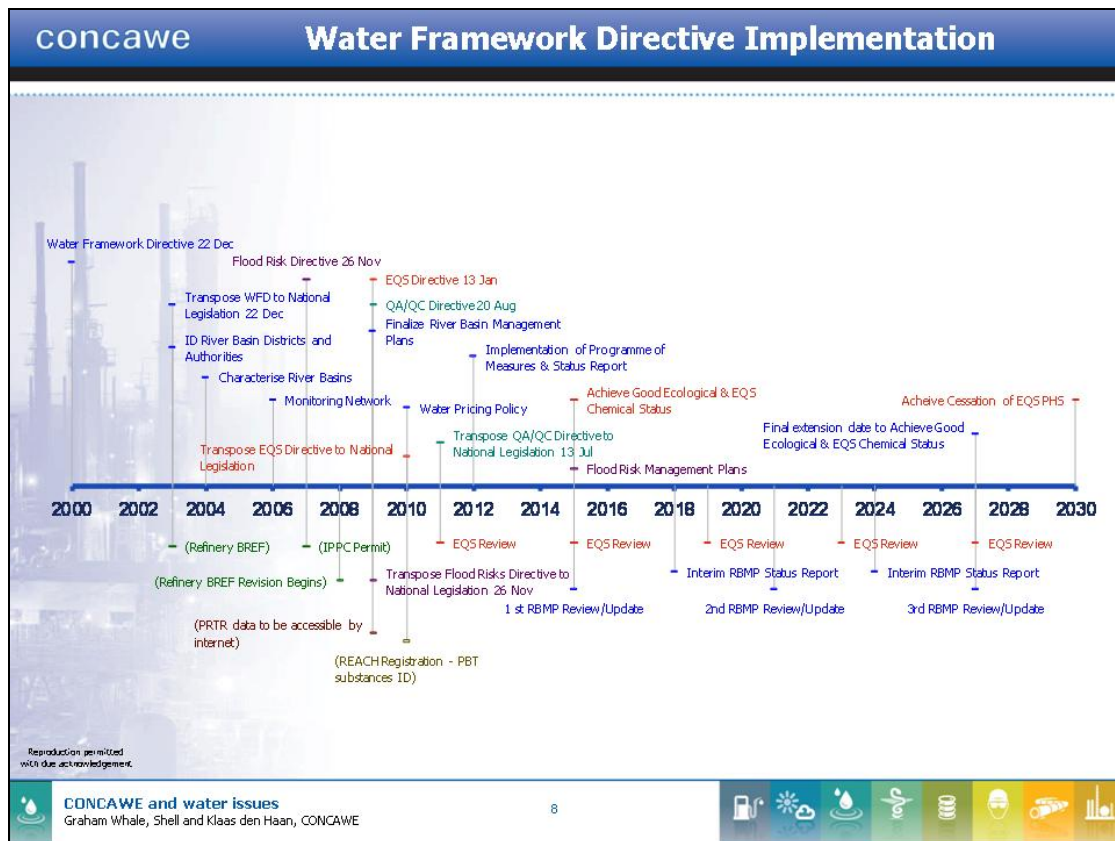 concawe
Water Framework Directive Implementation
Water Framework Directive 22 Dec
Flood Risk Directive 26 Nov
EQS Directive 13 Jan
Transpose WFD to National
Legislation 22 Dec
QA/QC Directive 20 Aug
Finalize River Basin Management
Plans
ID River Basin Districts and
Authorities
Implementation of Programme of
Measures & Status Report
Characterise River Basins
Monitoring Network
Water Pricing Policy
Achieve Good Ecological & EQS
Chemical Status
Acheive Cessation of EQS PHS
Final extension date to Achieve Good
Ecological & EQS Chemical Status
Transpose EQS Directive to National
Legislation
Transpose QA/QC Directive to
National Legislation 13 Jul
Flood Risk Management Plans
2000 2002 2004 2006 2008 2010 2012 2014 2016 2018 2020 2022 2024 2026 2028 2030
(Refinery BREF)
(IPPC Permit)
EQS Review
EQS Review
EQS Review
EQS Review
EQS Review
(Refinery BREF Revision Begins)
Transpose Flood Risks Directive to
National Legislation 26 Nov
Interim RBMP Status Report
Interim RBMP Status Report
1 st RBMP Review/Update
2nd RBMP Review/Update
3rd RBMP Review/Update
(PRTR data to be accessible by
internet)
(REACH Registration - PBT
substances ID)
Reproduction permitted
with due acknowledgement
CONCAWE and water issues
Graham Whale, Shell and Klaas den Haan, CONCAWE
8